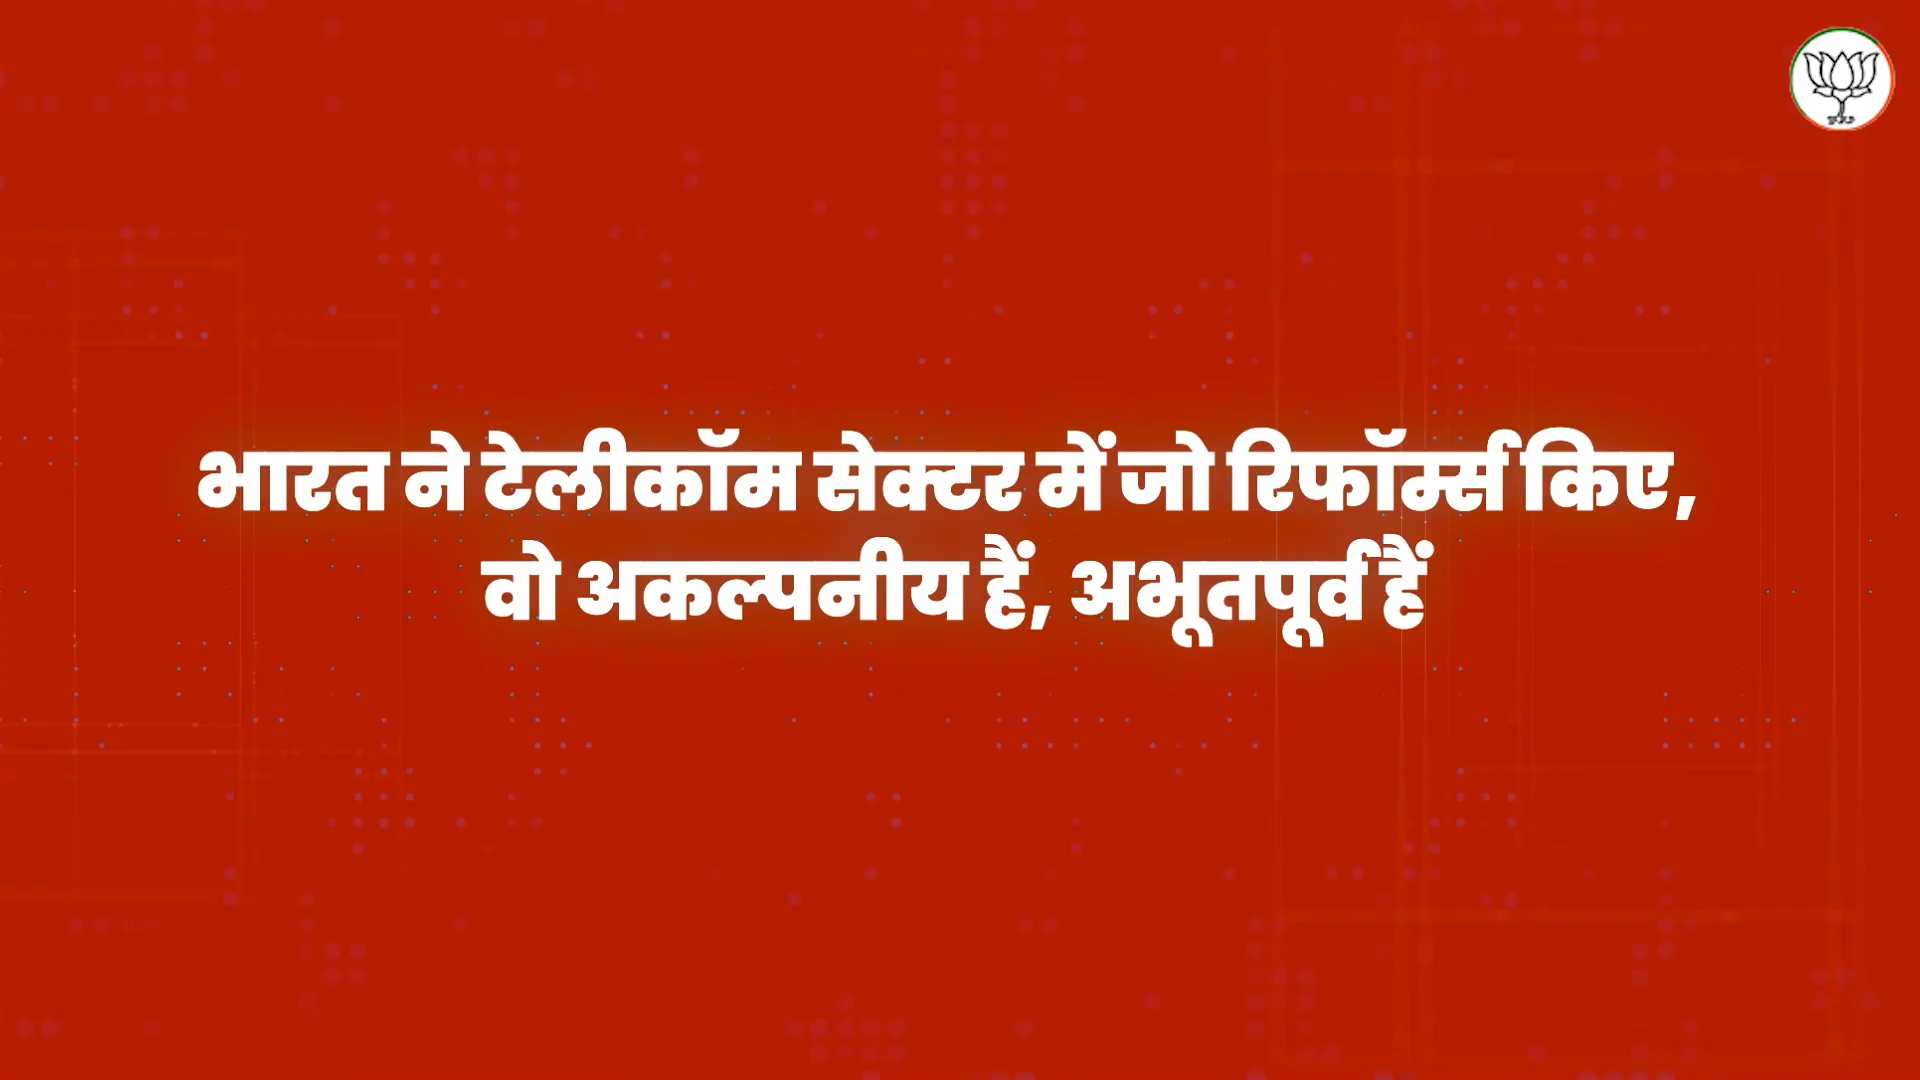 भारत ने टेलीकॉम सेक्टर में जो रिफॉर्म्स किए,
वो अकल्पनीय हैं, अभूतपूर्व हैं